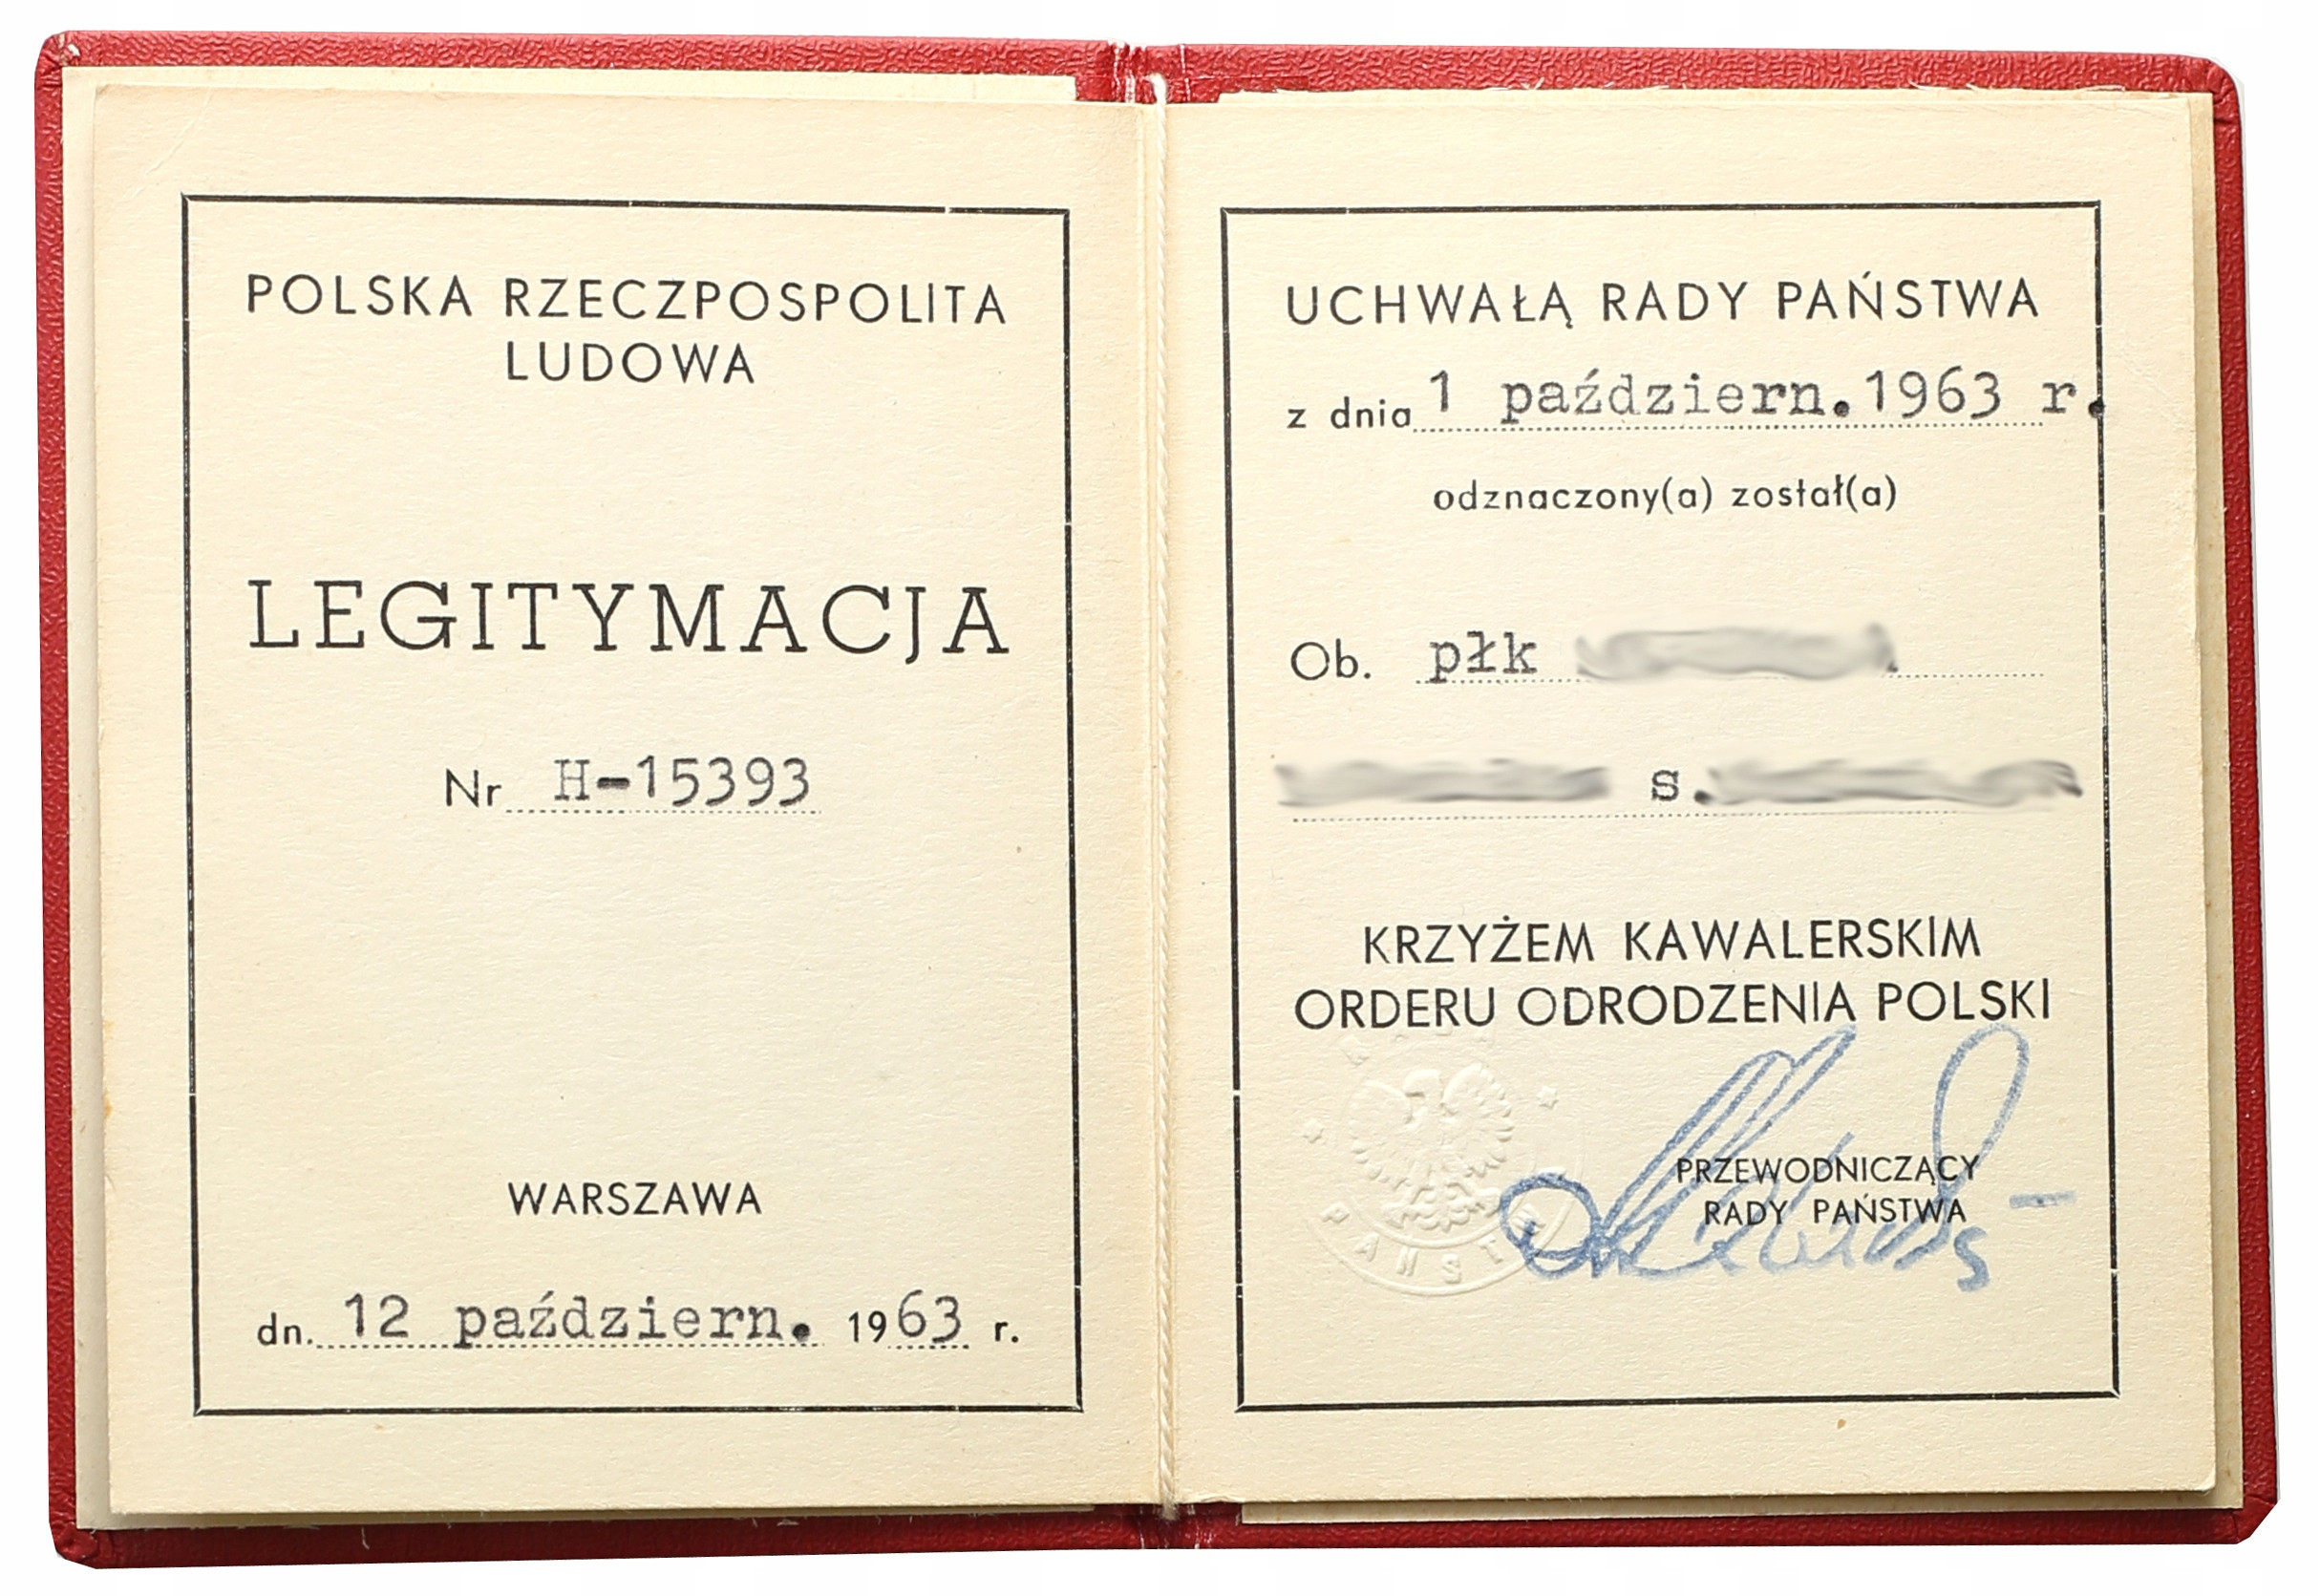 POLSKA RZECZPOSPOLITA
LUDOWA
LEGITYMACJA
Nr H-15393
WARSZAWA
dn. 12 październ. 1963 r.
UCHWAŁĄ RADY PAŃSTWA
z dnia 1 październ.1963 r.
odznaczony(a) został(a)
Ob. płk
s.
KRZYŻEM KAWALERSKIM
ORDERU ODRODZENIA POLSKI
PRZEWODNICZĄCY
RADY PAŃSTWA